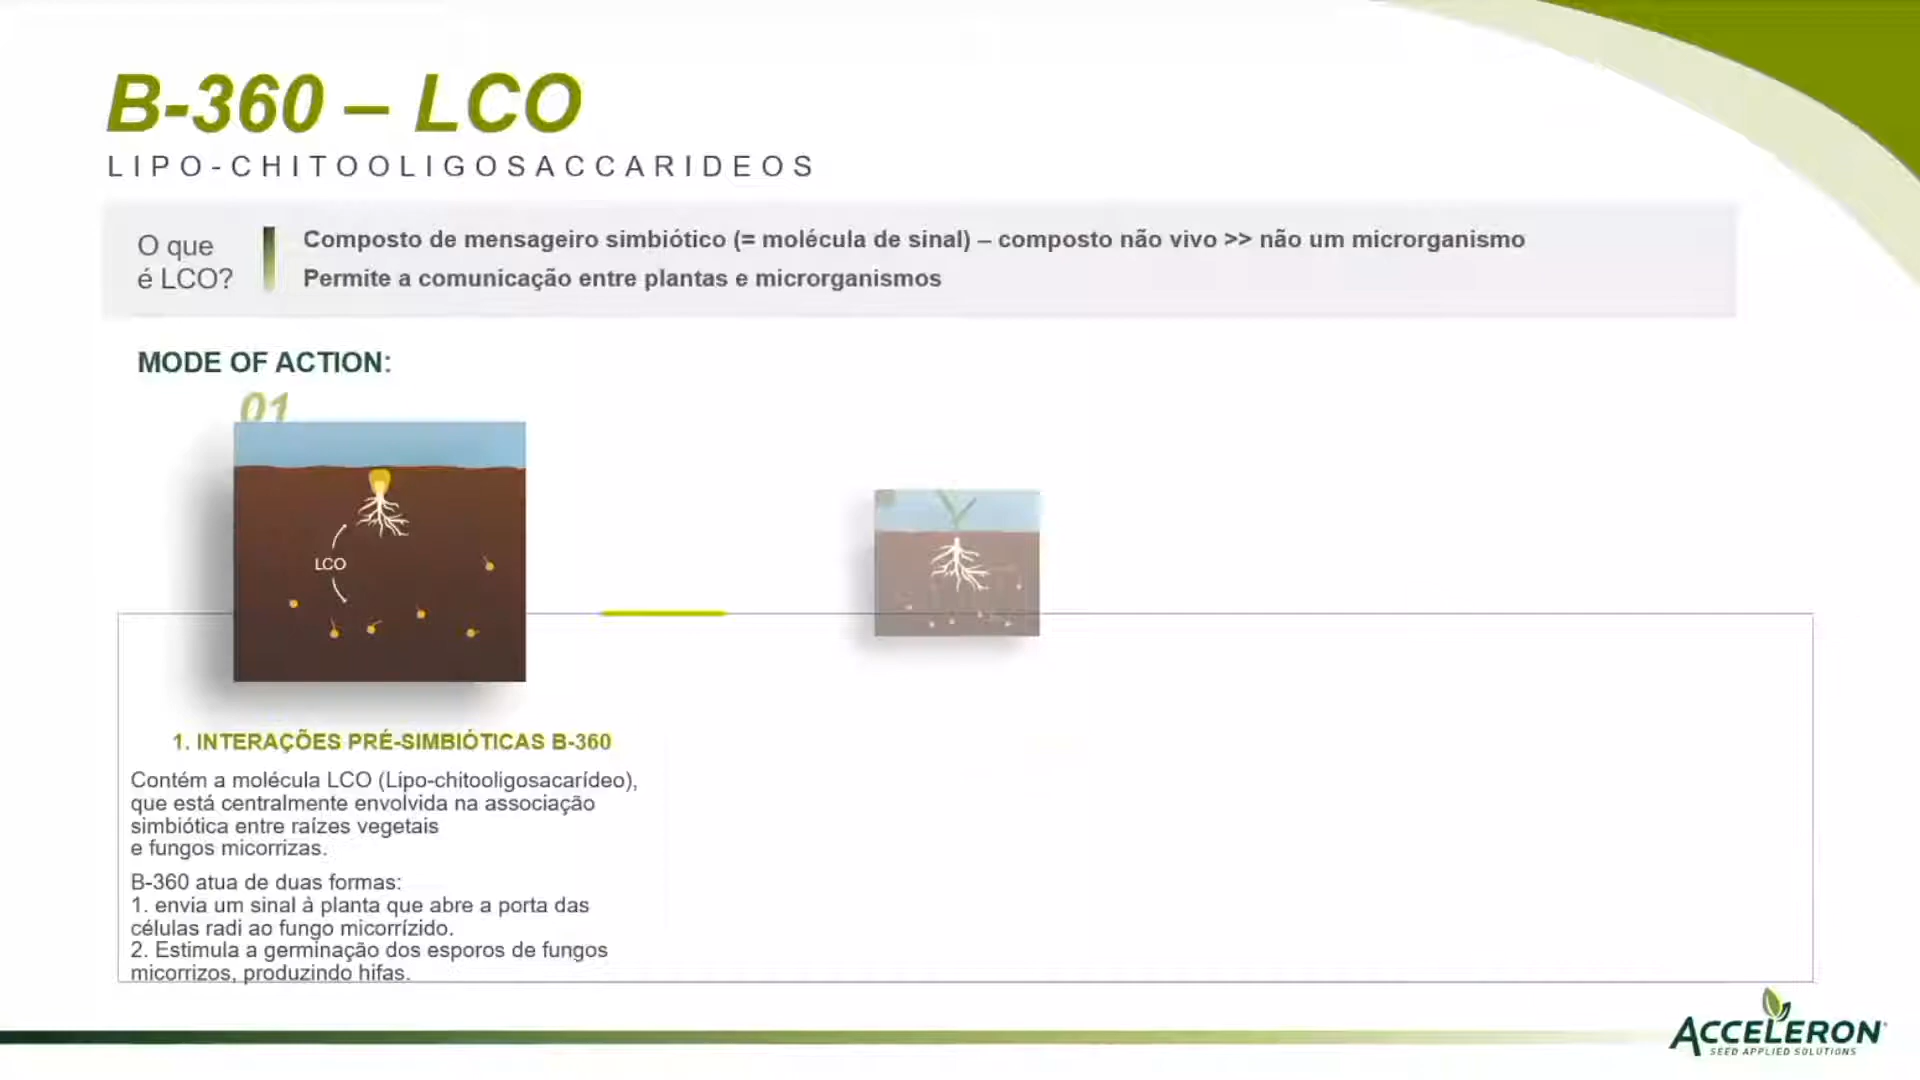 B-360 – LCO
LIPO-CHITOOLIGOSACCARIDEOS
O que
é LCO?
Composto de mensageiro simbiótico (= molécula de sinal) – composto não vivo >> não um microrganismo
Permite a comunicação entre plantas e microrganismos
MODE OF ACTION:
01
LCO
1. INTERAÇÕES PRÉ-SIMBIÓTICAS B-360
Contém a molécula LCO (Lipo-chitooligosacarídeo),
que está centralmente envolvida na associação
simbiótica entre raízes vegetais
e fungos micorrizas.
B-360 atua de duas formas:
1. envia um sinal à planta que abre a porta das
células radi ao fungo micorrízido.
2. Estimula a germinação dos esporos de fungos
micorrizos, produzindo hifas.
ACCELERON
SEED APPLIED SOLUTIONS